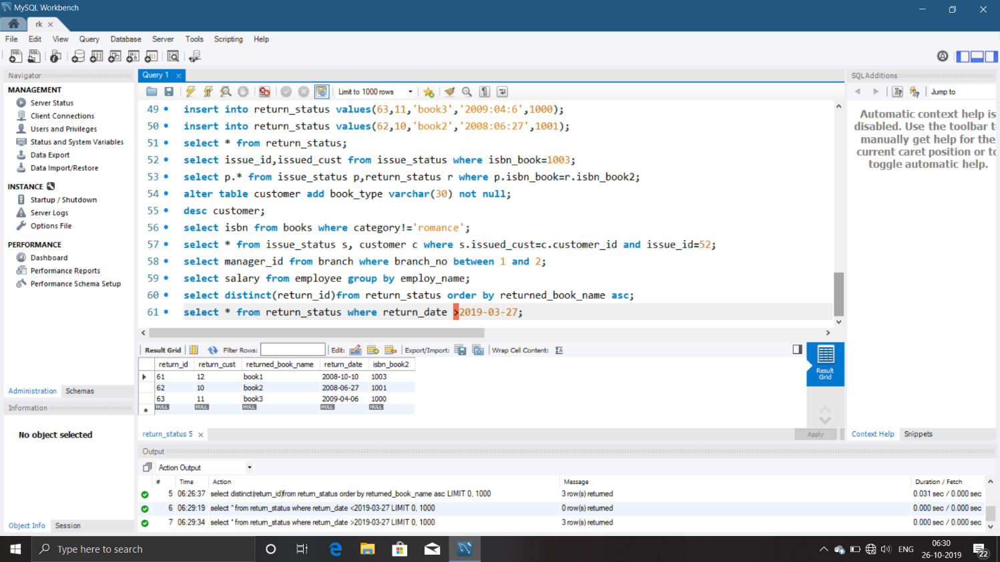 MySQL Workbench
rk
File Edit View Query Database Server Tools Scripting Help
Navigator
MANAGEMENT
Server Status
Client Connections
Users and Privileges
Status and System Variables
Data Export
Data Import/Restore
INSTANCE
Startup / Shutdown
Server Logs
Options File
PERFORMANCE
Dashboard
Performance Reports
Performance Schema Setup
Administration Schemas
Information
No object selected
Object Info Session
Query 1
Limit to 1000 rows
49 insert into return_status values(63,11,'book3','2009:04:6',1000);
50 insert into return_status values(62,10,'book2','2008:06:27',1001);
51 select * from return_status;
52 select issue_id,issued_cust from issue_status where isbn_book=1003;
53 select p.* from issue_status p,return_status r where p.isbn_book=r.isbn_book2;
54 alter table customer add book_type varchar(30) not null;
55 desc customer;
56 select isbn from books where category!='romance';
57 select * from issue_status s, customer c where s.issued_cust=c.customer_id and issue_id=52;
58 select manager_id from branch where branch_no between 1 and 2;
59 select salary from employee group by employ_name;
60 select distinct(return_id)from return_status order by returned_book_name asc;
61 select * from return_status where return_date >2019-03-27;
Result Grid Filter Rows: Edit: Export/Import: Wrap Cell Content: IA
return_id return_cust returned_book_name return_date isbn_book2
61 12 book1 2008-10-10 1003
62 10 book2 2008-06-27 1001
63 11 book3 2009-04-06 1000
NULL NULL NULL NULL NULL
Result
Grid
return_status 5
Apply
Output
Action Output
# Time Action Message Duration / Fetch
5 06:26:37 select distinct(return_id)from return_status order by returned_book_name asc LIMIT 0, 1000 3 row(s) returned 0.031 sec / 0.000 sec
6 06:29:19 select * from return_status where return_date <2019-03-27 LIMIT 0, 1000 0 row(s) returned 0.000 sec / 0.000 sec
7 06:29:34 select * from return_status where return_date >2019-03-27 LIMIT 0, 1000 3 row(s) returned 0.000 sec / 0.000 sec
SQLAdditions
Jump to
Automatic context help is
disabled. Use the toolbar t
manually get help for the
current caret position or to
toggle automatic help.
Context Help Snippets
Type here to search
ENG
06:30
26-10-2019
22